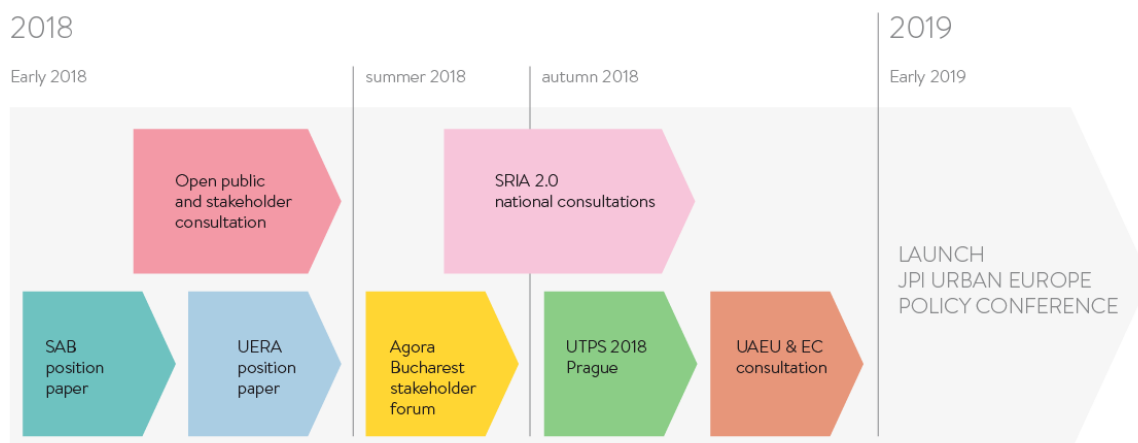 2018
2019
Early 2018
summer 2018
autumn 2018
Early 2019
Open public
and stakeholder
consultation
SRIA 2.0
national consultations
LAUNCH
JPI URBAN EUROPE
POLICY CONFERENCE
SAB
position
paper
UERA
position
paper
Agora
Bucharest
stakeholder
forum
UTPS 2018
Prague
UAEU & EC
consultation